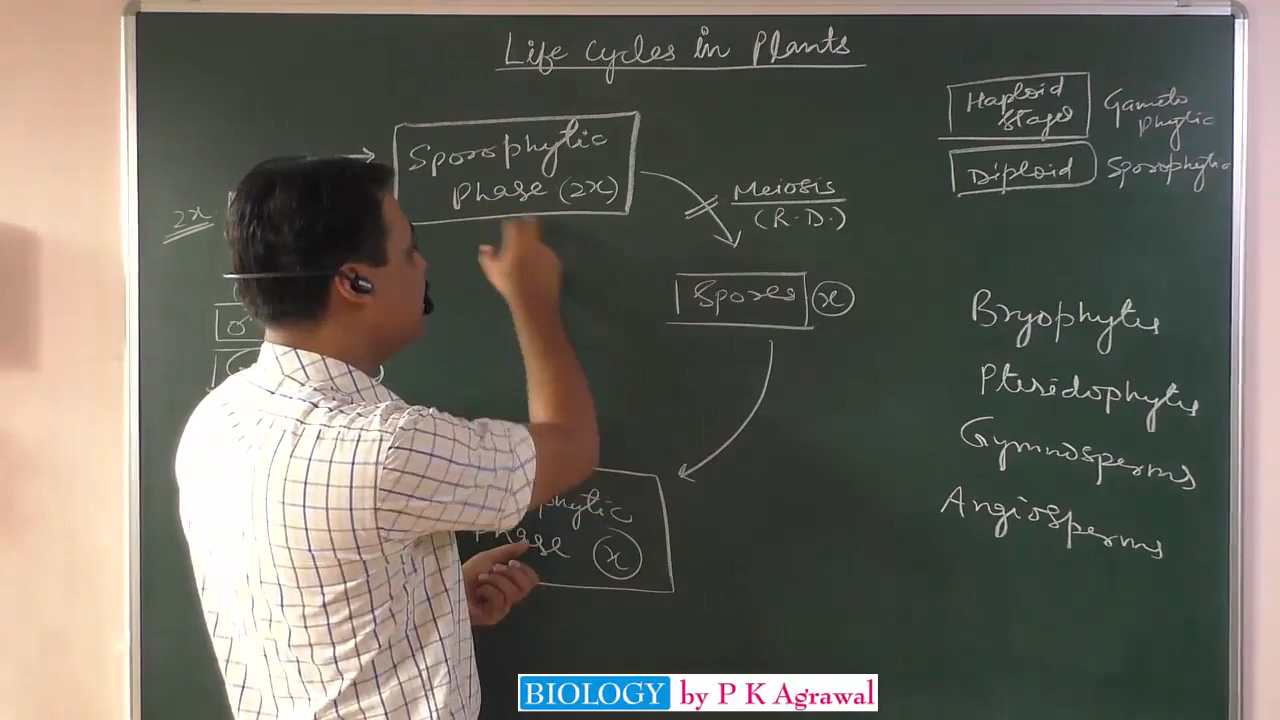 Life Cycles in Plants
Haploid
Stages
Gameto
phytic
Diploid
Sporophytic
Sporophytic
Phase (2x)
2x
Meiosis
(R.D.)
Spores x
Bryophytes
Pteridophytes
Gymnosperms
Angiosperms
phytic
Phase x
♂
BIOLOGY by P K Agrawal